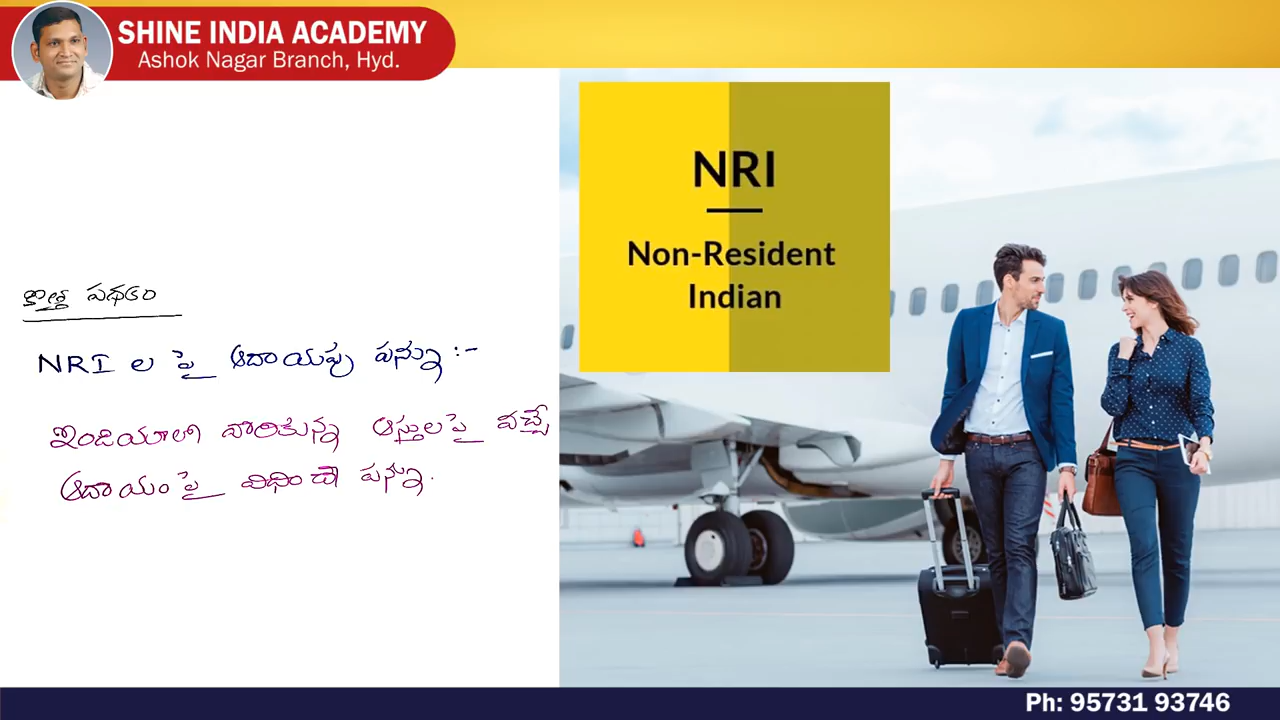 SHINE INDIA ACADEMY
Ashok Nagar Branch, Hyd.
NRI
Non-Resident
Indian
కొత్త పథకం
NRI ల పై ఆదాయపు పన్ను :-
ఇండియాలో దొరికున్న ఆస్తులపై వచ్చే
ఆదాయం పై విధించే పన్ను.
Ph: 95731 93746